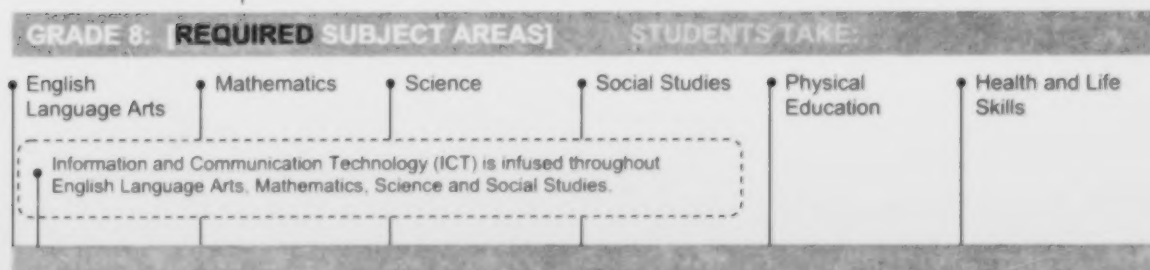 GRADE 8: [REQUIRED SUBJECT AREAS] STUDENTS TAKE:
English
Language Arts
Mathematics
Science
Social Studies
Physical
Education
Health and Life
Skills
Information and Communication Technology (ICT) is infused throughout
English Language Arts, Mathematics, Science and Social Studies.